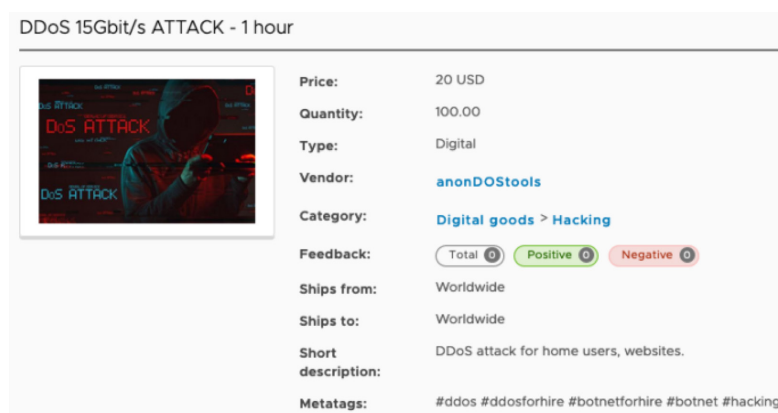 DDoS 15Gbit/s ATTACK - 1 hour
DoS ATTACK
DoS ATTACK
DoS ATTACK
Price: 20 USD
Quantity: 100.00
Type: Digital
Vendor: anonDOStools
Category: Digital goods > Hacking
Feedback: Total 0 Positive 0 Negative 0
Ships from: Worldwide
Ships to: Worldwide
Short DDoS attack for home users, websites.
description:
Metatags: #ddos #ddosforhire #botnetforhire #botnet #hacking